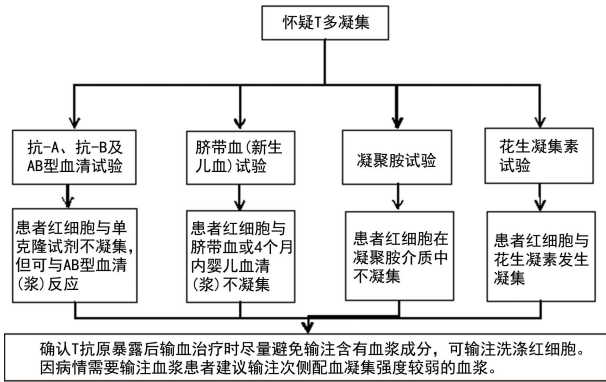 怀疑T多凝集
抗-A、抗-B及
AB型血清试验
脐带血(新生
儿血)试验
凝聚胺试验
花生凝集素
试验
患者红细胞与单
克隆试剂不凝集,
但可与AB型血清
(浆)反应
患者红细胞与
脐带血或4个月
内婴儿血清
(浆)不凝集
患者红细胞在
凝聚胺介质中
不凝集
患者红细胞与
花生凝素发生
凝集
确认T抗原暴露后输血治疗时尽量避免输注含有血浆成分，可输注洗涤红细胞。
因病情需要输注血浆患者建议输注次侧配血凝集强度较弱的血浆。